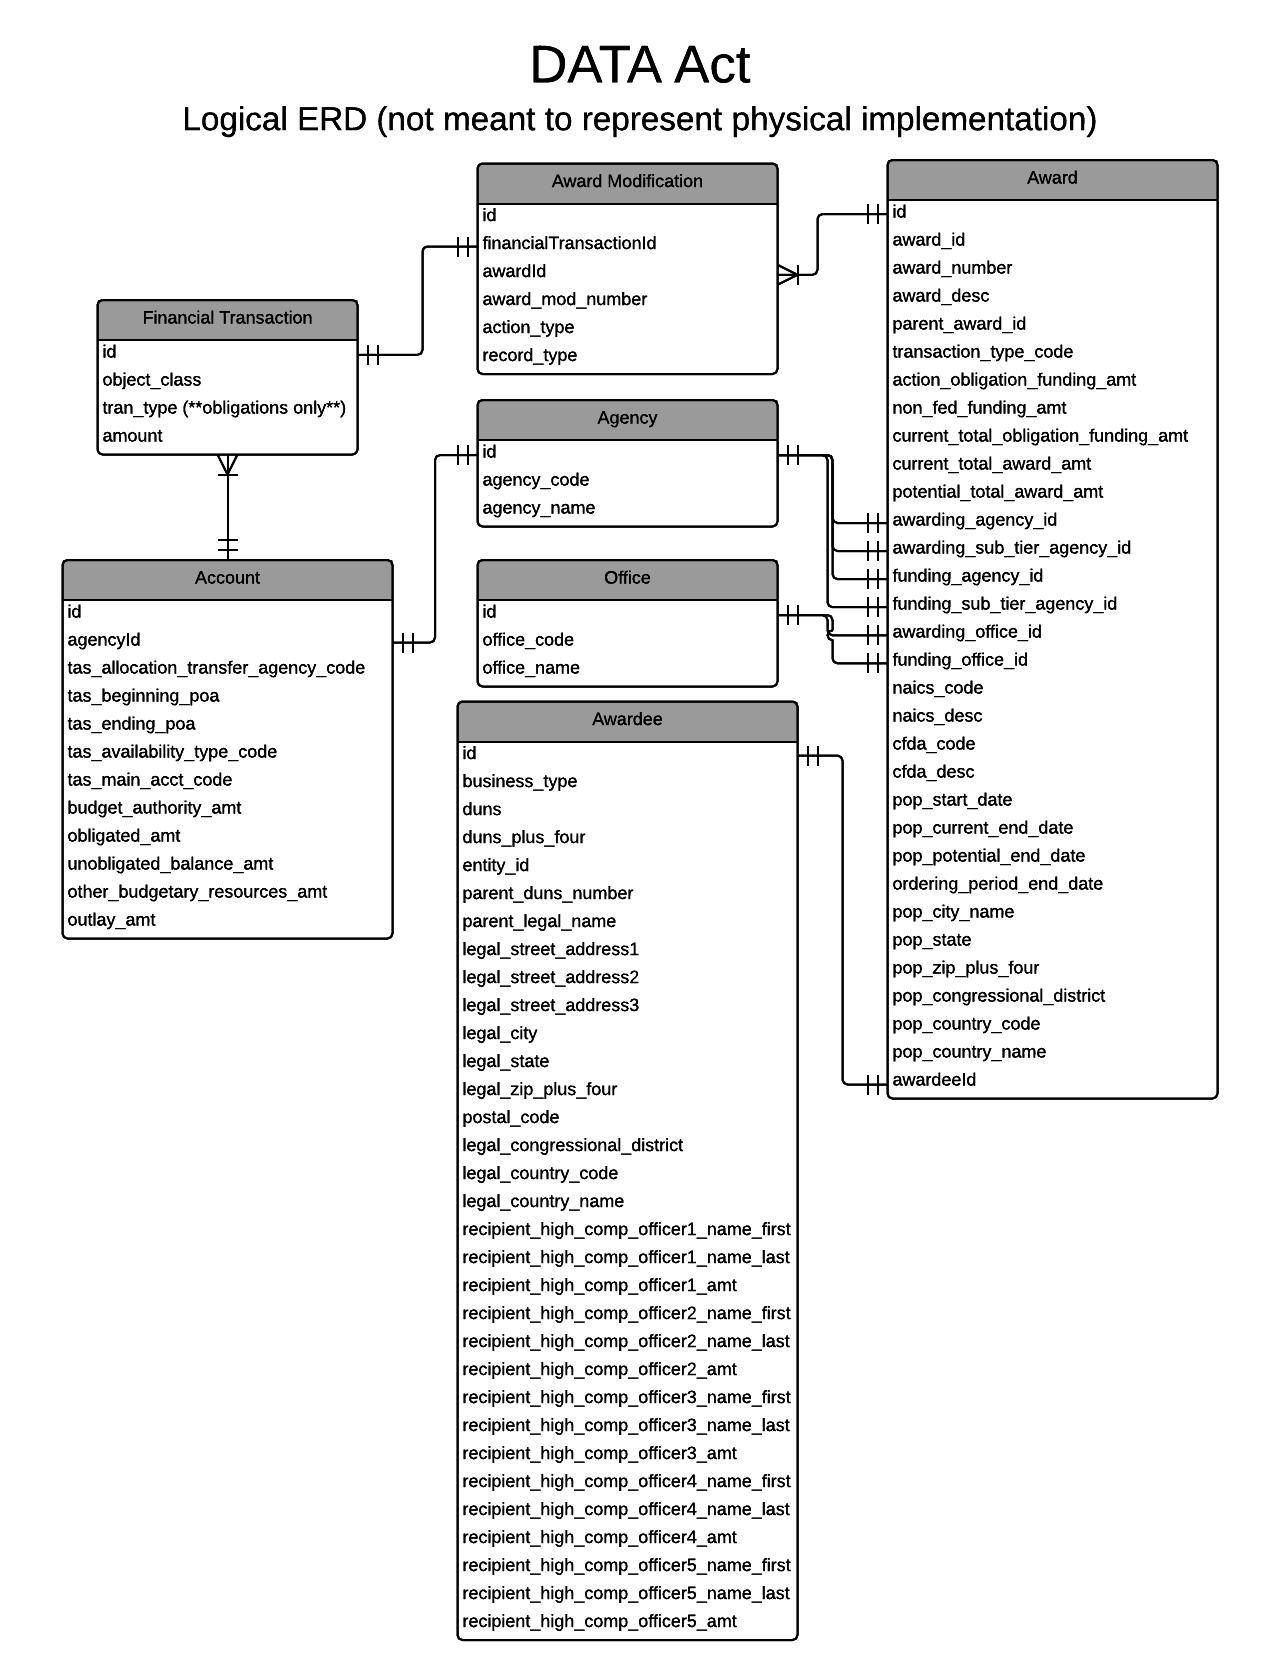 DATA Act
Logical ERD (not meant to represent physical implementation)
Award Modification
id
financialTransactionId
awardId
award_mod_number
action_type
record_type
Award
id
award_id
award_number
award_desc
parent_award_id
transaction_type_code
action_obligation_funding_amt
non_fed_funding_amt
current_total_obligation_funding_amt
current_total_award_amt
potential_total_award_amt
awarding_agency_id
awarding_sub_tier_agency_id
funding_agency_id
funding_sub_tier_agency_id
awarding_office_id
funding_office_id
naics_code
naics_desc
cfda_code
cfda_desc
pop_start_date
pop_current_end_date
pop_potential_end_date
ordering_period_end_date
pop_city_name
pop_state
pop_zip_plus_four
pop_congressional_district
pop_country_code
pop_country_name
awardeeId
Financial Transaction
id
object_class
tran_type (**obligations only**)
amount
Agency
id
agency_code
agency_name
Account
id
agencyId
tas_allocation_transfer_agency_code
tas_beginning_poa
tas_ending_poa
tas_availability_type_code
tas_main_acct_code
budget_authority_amt
obligated_amt
unobligated_balance_amt
other_budgetary_resources_amt
outlay_amt
Office
id
office_code
office_name
Awardee
id
business_type
duns
duns_plus_four
entity_id
parent_duns_number
parent_legal_name
legal_street_address1
legal_street_address2
legal_street_address3
legal_city
legal_state
legal_zip_plus_four
postal_code
legal_congressional_district
legal_country_code
legal_country_name
recipient_high_comp_officer1_name_first
recipient_high_comp_officer1_name_last
recipient_high_comp_officer1_amt
recipient_high_comp_officer2_name_first
recipient_high_comp_officer2_name_last
recipient_high_comp_officer2_amt
recipient_high_comp_officer3_name_first
recipient_high_comp_officer3_name_last
recipient_high_comp_officer3_amt
recipient_high_comp_officer4_name_first
recipient_high_comp_officer4_name_last
recipient_high_comp_officer4_amt
recipient_high_comp_officer5_name_first
recipient_high_comp_officer5_name_last
recipient_high_comp_officer5_amt